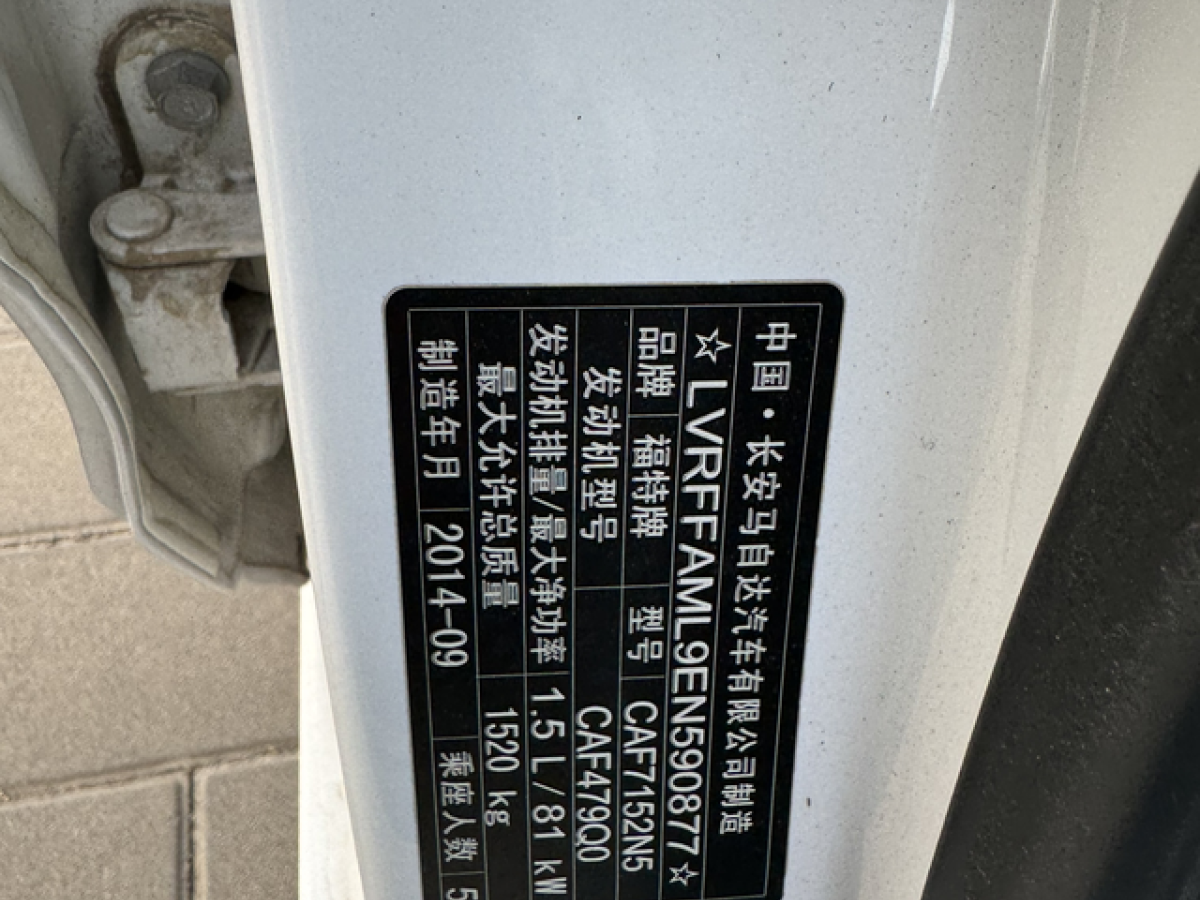 中国·长安马自达汽车有限公司制造
☆LVRFFAML9EN590877☆
品牌 福特牌 型号 CAF7152N5
发动机型号 CAF479Q0
发动机排量/最大净功率 1.5 L/81 kW
最大允许总质量 1520 kg
制造年月 2014-09 乘座人数 5